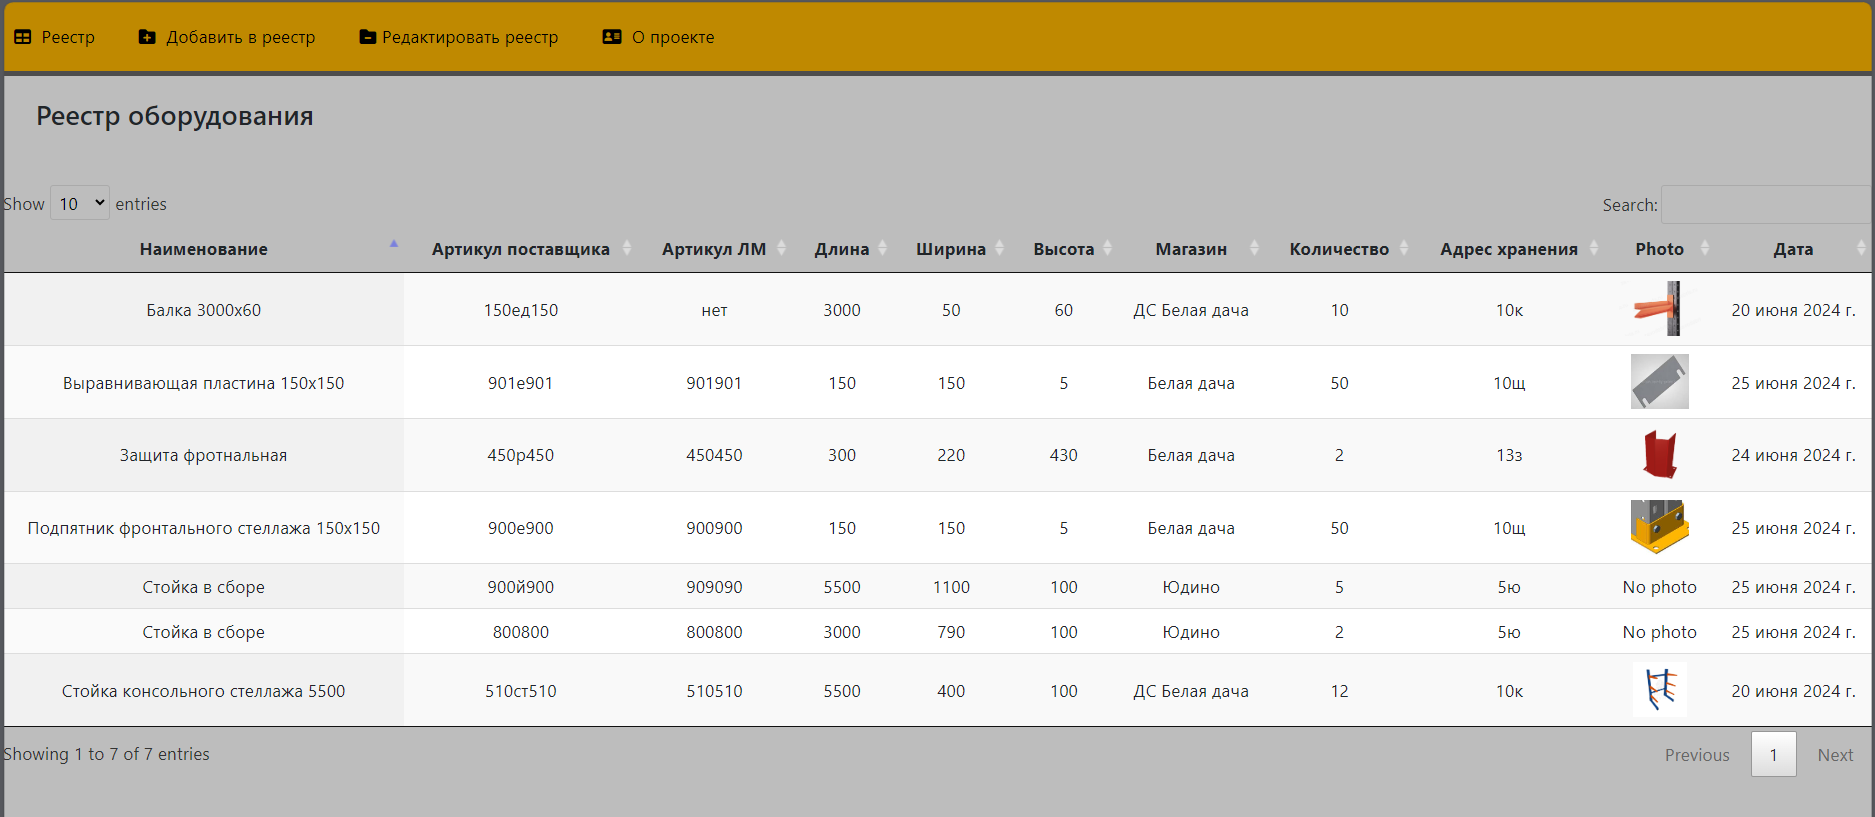 Реестр Добавить в реестр Редактировать реестр О проекте
Реестр оборудования
Show 10 entries Search:
Наименование Артикул поставщика Артикул ЛМ Длина Ширина Высота Магазин Количество Адрес хранения Photo Дата
Балка 3000х60 150ед150 нет 3000 50 60 ДС Белая дача 10 10к 20 июня 2024 г.
Выравнивающая пластина 150х150 901е901 901901 150 150 5 Белая дача 50 10щ 25 июня 2024 г.
Защита фротнальная 450р450 450450 300 220 430 Белая дача 2 13з 24 июня 2024 г.
Подпятник фронтального стеллажа 150х150 900е900 900900 150 150 5 Белая дача 50 10щ 25 июня 2024 г.
Стойка в сборе 900й900 909090 5500 1100 100 Юдино 5 5ю No photo 25 июня 2024 г.
Стойка в сборе 800800 800800 3000 790 100 Юдино 2 5ю No photo 25 июня 2024 г.
Стойка консольного стеллажа 5500 510ст510 510510 5500 400 100 ДС Белая дача 12 10к 20 июня 2024 г.
Showing 1 to 7 of 7 entries Previous 1 Next